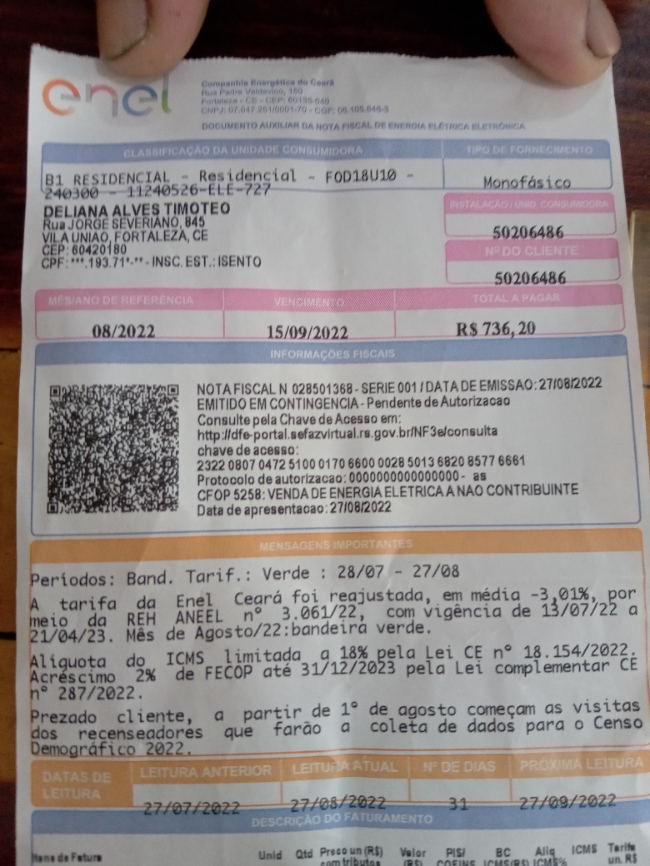 enel
Companhia Energética do Ceará
Rua Padre Valdevino, 150
Fortaleza - CE - CEP: 60135-040
CNPJ: 07.047.251/0001-70 - CGF: 06.105.848-3
DOCUMENTO AUXILIAR DA NOTA FISCAL DE ENERGIA ELÉTRICA ELETRÔNICA
CLASSIFICAÇÃO DA UNIDADE CONSUMIDORA
TIPO DE FORNECIMENTO
B1 RESIDENCIAL - Residencial - F0D18U10 -
240300 - 11240526-ELE-727
Monofásico
DELIANA ALVES TIMOTEO
Rua JORGE SEVERIANO, 845
VILA UNIAO, FORTALEZA, CE
CEP: 60420180
CPF: ***.193.71*-** - INSC. EST.: ISENTO
INSTALAÇÃO / UNID. CONSUMIDORA
50206486
Nº DO CLIENTE
50206486
MÊS/ANO DE REFERÊNCIA
VENCIMENTO
TOTAL A PAGAR
08/2022
15/09/2022
R$ 736,20
INFORMAÇÕES FISCAIS
NOTA FISCAL N 028501368 - SERIE 001 / DATA DE EMISSAO: 27/08/2022
EMITIDO EM CONTINGENCIA - Pendente de Autorizacao
Consulte pela Chave de Acesso em:
http://dfe-portal.sefazvirtual.rs.gov.br/NF3e/consulta
chave de acesso:
2322 0807 0472 5100 0170 6600 0028 5013 6820 8577 6661
Protocolo de autorizacao: 0000000000000000 - as
CFOP 5258: VENDA DE ENERGIA ELETRICA A NAO CONTRIBUINTE
Data de apresentacao: 27/08/2022
MENSAGENS IMPORTANTES
Períodos: Band. Tarif.: Verde : 28/07 - 27/08
A tarifa da Enel Ceará foi reajustada, em média -3,01%, por
meio da REH ANEEL nº 3.061/22, com vigência de 13/07/22 a
21/04/23. Mês de Agosto/22:bandeira verde.
Alíquota do ICMS limitada a 18% pela Lei CE nº 18.154/2022.
Acréscimo 2% de FECOP até 31/12/2023 pela Lei complementar CE
nº 287/2022.
Prezado cliente, a partir de 1º de agosto começam as visitas
dos recenseadores que farão a coleta de dados para o Censo
Demográfico 2022.
DATAS DE
LEITURA
LEITURA ANTERIOR
LEITURA ATUAL
Nº DE DIAS
PRÓXIMA LEITURA
27/07/2022
27/08/2022
31
27/09/2022
DESCRIÇÃO DO FATURAMENTO
Itens de Fatura
Unid
Qtd
Preço un (R$)
com tributos
Valor
(R$)
PIS/
COFINS
BC
ICMS(R$)
Aliq
ICMS%
ICMS
Tarifa
un. R$